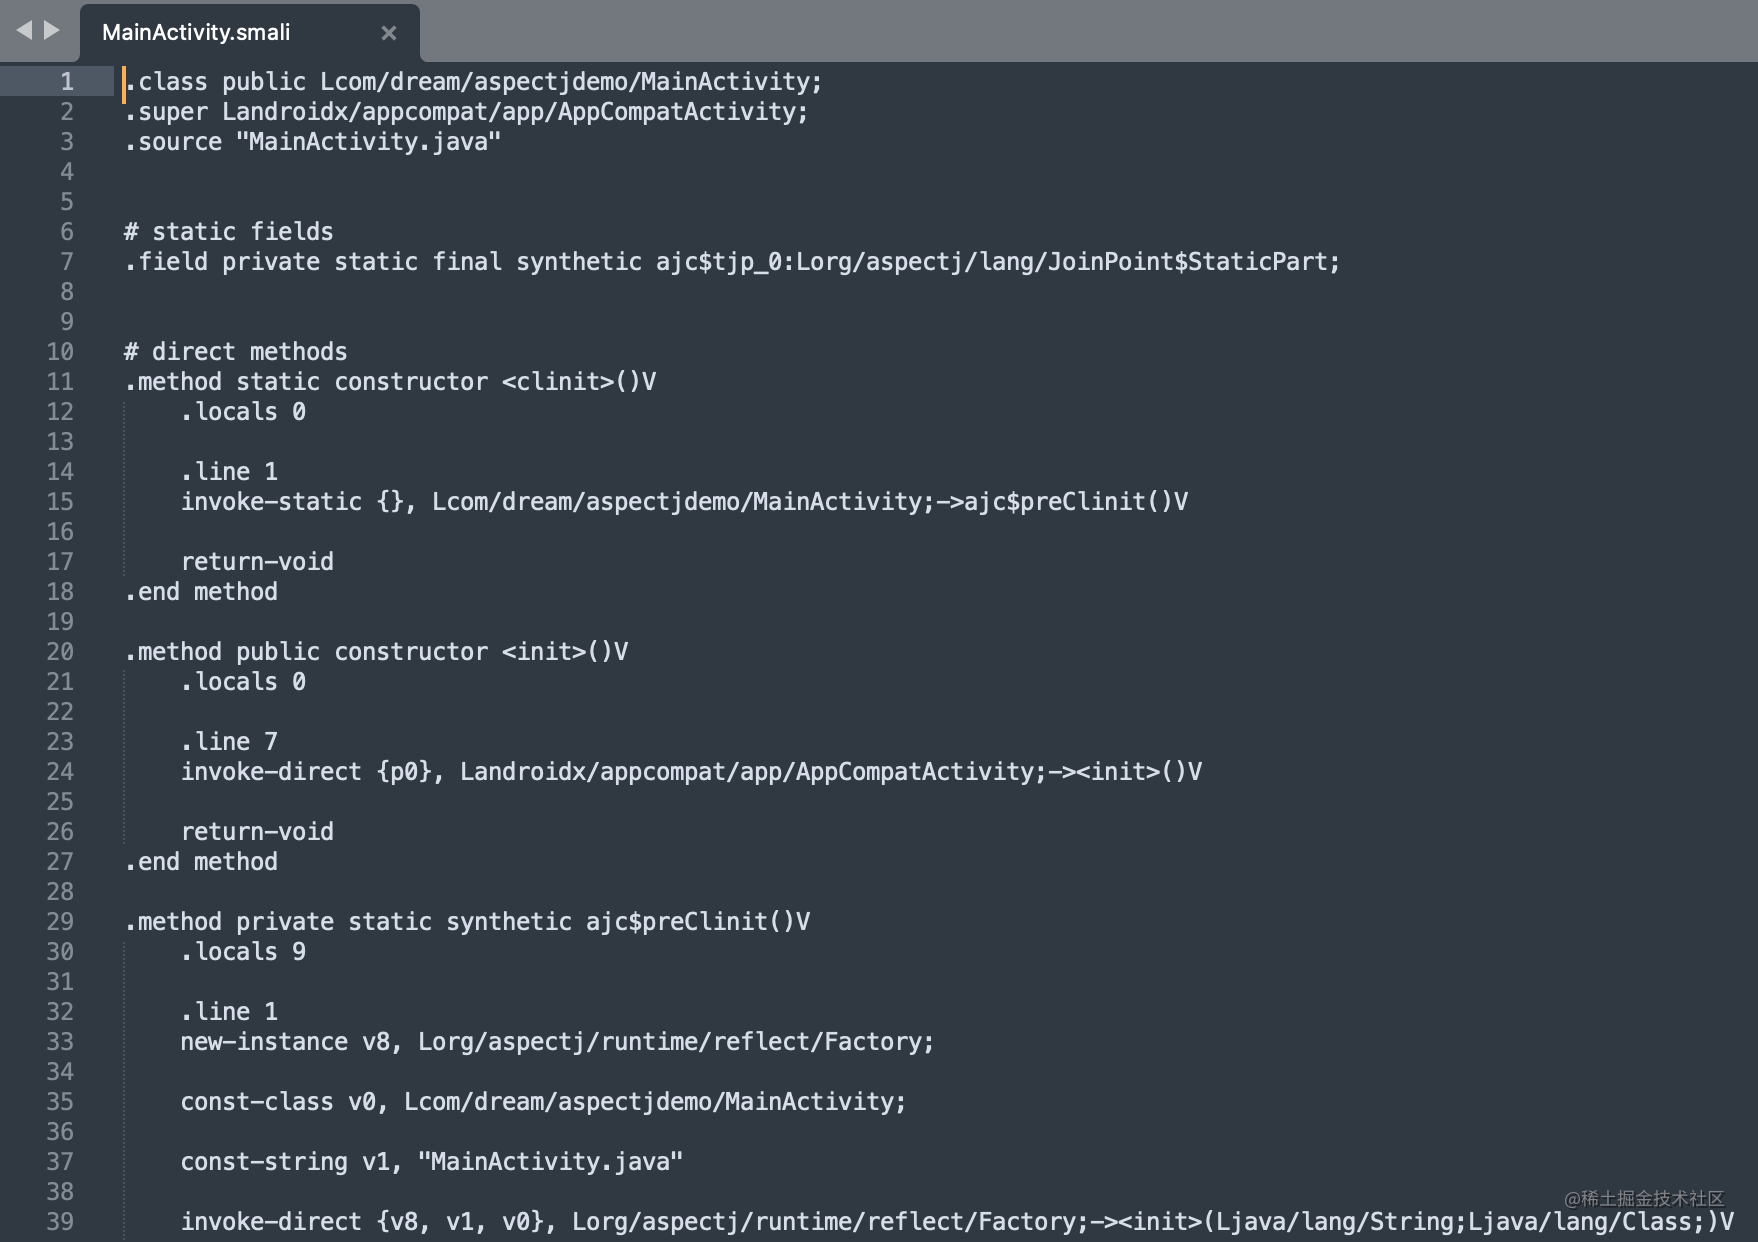 MainActivity.smali
1 .class public Lcom/dream/aspectjdemo/MainActivity;
2 .super Landroidx/appcompat/app/AppCompatActivity;
3 .source "MainActivity.java"
4
5
6 # static fields
7 .field private static final synthetic ajc$tjp_0:Lorg/aspectj/lang/JoinPoint$StaticPart;
8
9
10 # direct methods
11 .method static constructor <clinit>()V
12     .locals 0
13
14     .line 1
15     invoke-static {}, Lcom/dream/aspectjdemo/MainActivity;->ajc$preClinit()V
16
17     return-void
18 .end method
19
20 .method public constructor <init>()V
21     .locals 0
22
23     .line 7
24     invoke-direct {p0}, Landroidx/appcompat/app/AppCompatActivity;-><init>()V
25
26     return-void
27 .end method
28
29 .method private static synthetic ajc$preClinit()V
30     .locals 9
31
32     .line 1
33     new-instance v8, Lorg/aspectj/runtime/reflect/Factory;
34
35     const-class v0, Lcom/dream/aspectjdemo/MainActivity;
36
37     const-string v1, "MainActivity.java"
38
39     invoke-direct {v8, v1, v0}, Lorg/aspectj/runtime/reflect/Factory;-><init>(Ljava/lang/String;Ljava/lang/Class;)V
@稀土掘金技术社区